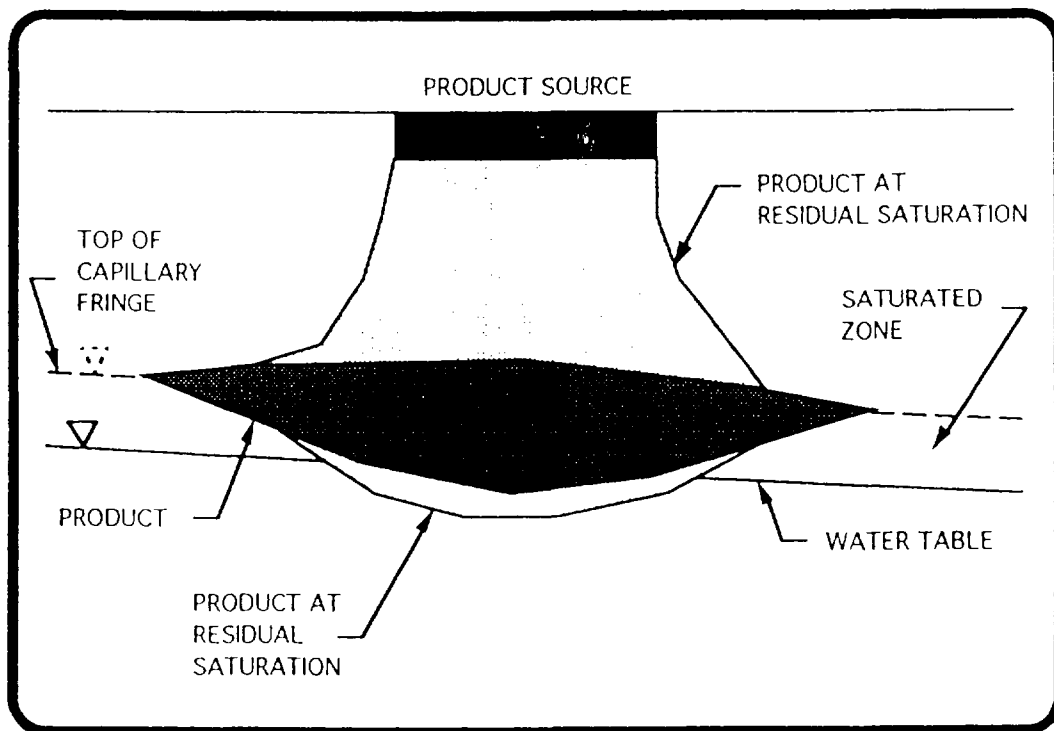 PRODUCT SOURCE
PRODUCT AT
RESIDUAL SATURATION
TOP OF
CAPILLARY
FRINGE
SATURATED
ZONE
PRODUCT
WATER TABLE
PRODUCT AT
RESIDUAL
SATURATION